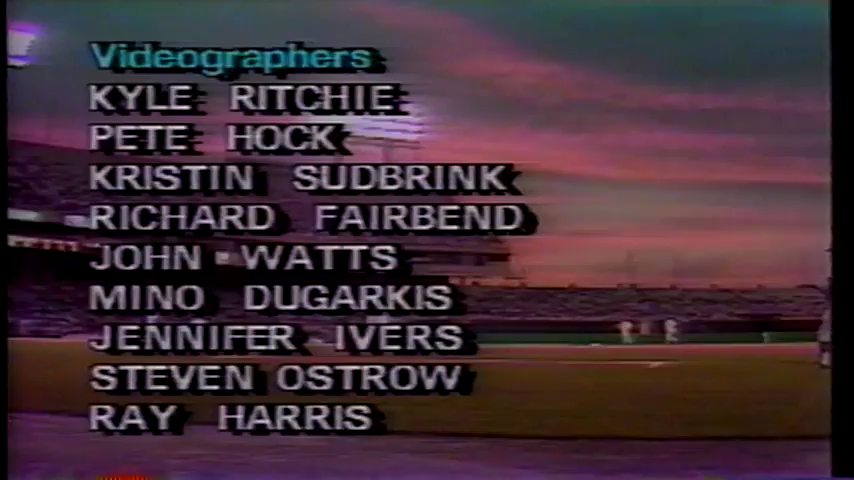 Videographers
KYLE RITCHIE
PETE HOCK
KRISTIN SUDBRINK
RICHARD FAIRBEND
JOHN WATTS
MINO DUGARKIS
JENNIFER IVERS
STEVEN OSTROW
RAY HARRIS